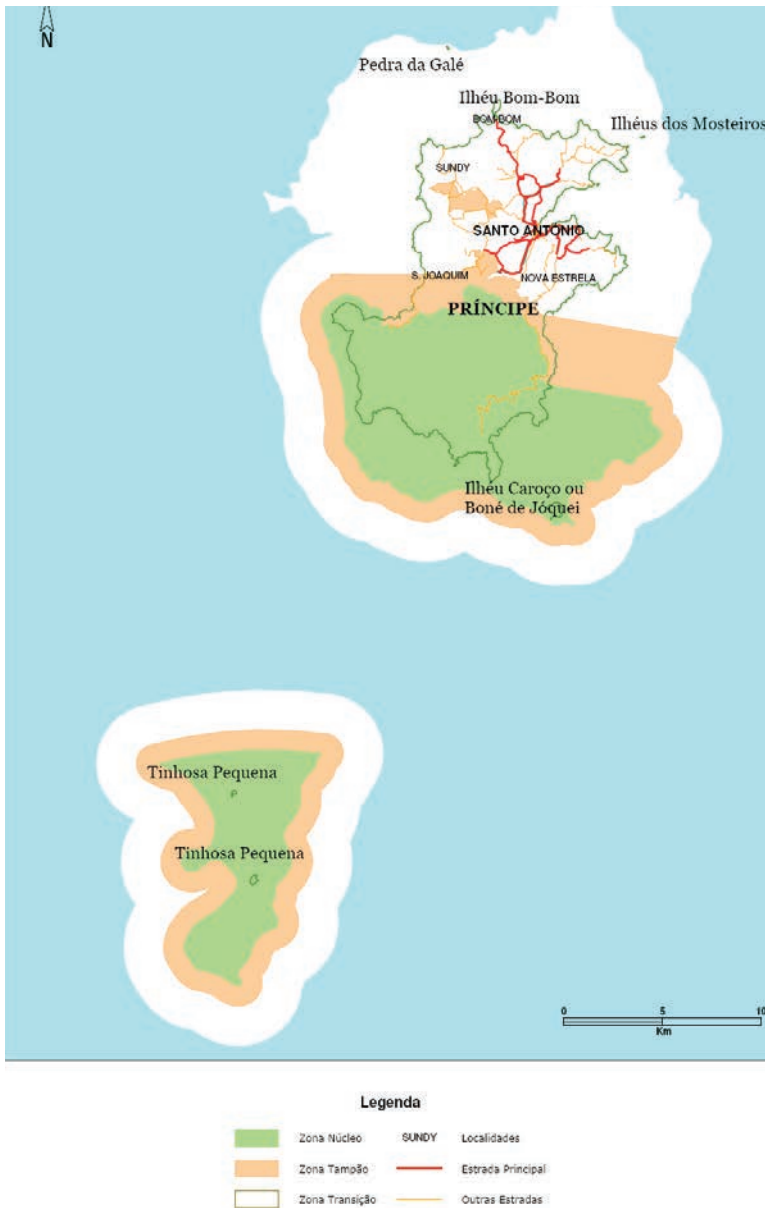 N
Pedra da Galé
Ilhéu Bom-Bom
BOM-BOM
Ilhéus dos Mosteiros
SUNDY
SANTO ANTÓNIO
S. JOAQUIM
NOVA ESTRELA
PRÍNCIPE
Ilhéu Caroço ou
Boné de Jóquei
Tinhosa Pequena
Tinhosa Pequena
0 5 10
Km
Legenda
Zona Núcleo SUNDY Localidades
Zona Tampão Estrada Principal
Zona Transição Outras Estradas